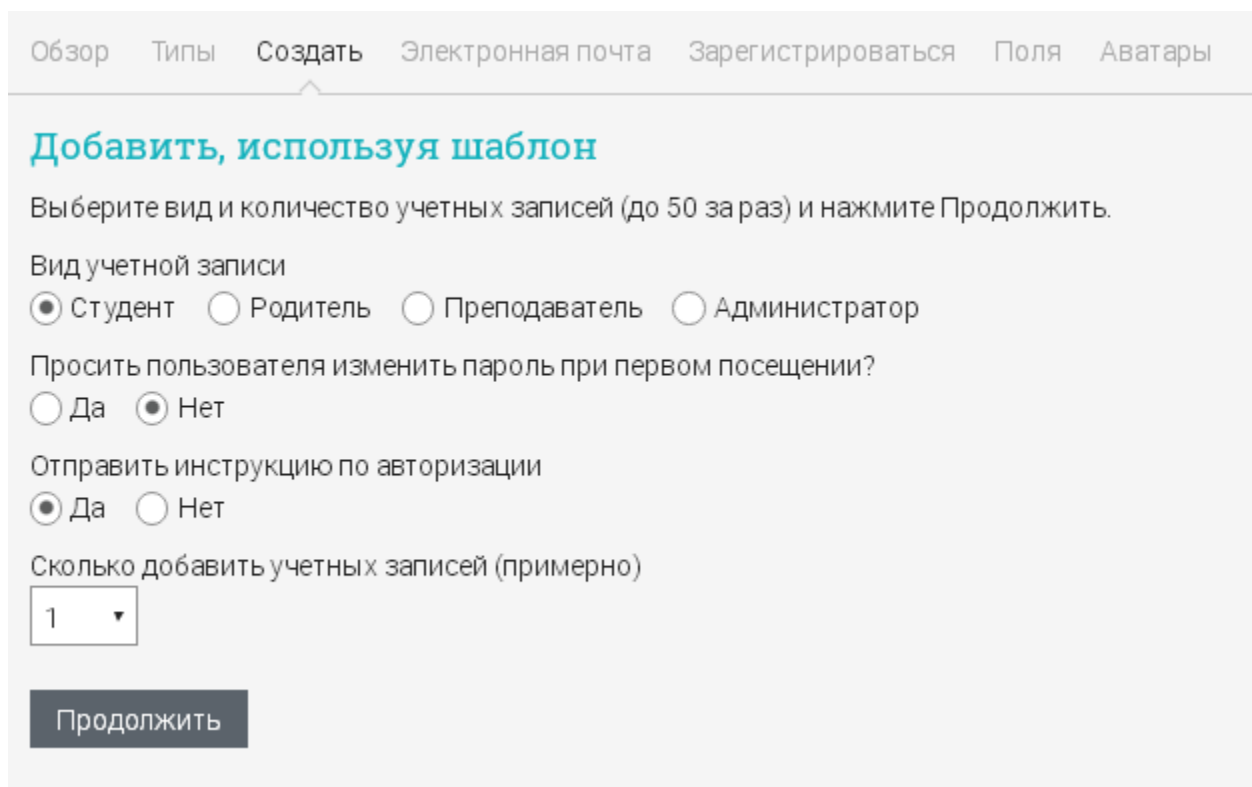 Обзор Типы Создать Электронная почта Зарегистрироваться Поля Аватары
Добавить, используя шаблон
Выберите вид и количество учетных записей (до 50 за раз) и нажмите Продолжить.
Вид учетной записи
Студент Родитель Преподаватель Администратор
Просить пользователя изменить пароль при первом посещении?
Да Нет
Отправить инструкцию по авторизации
Да Нет
Сколько добавить учетных записей (примерно)
1
Продолжить